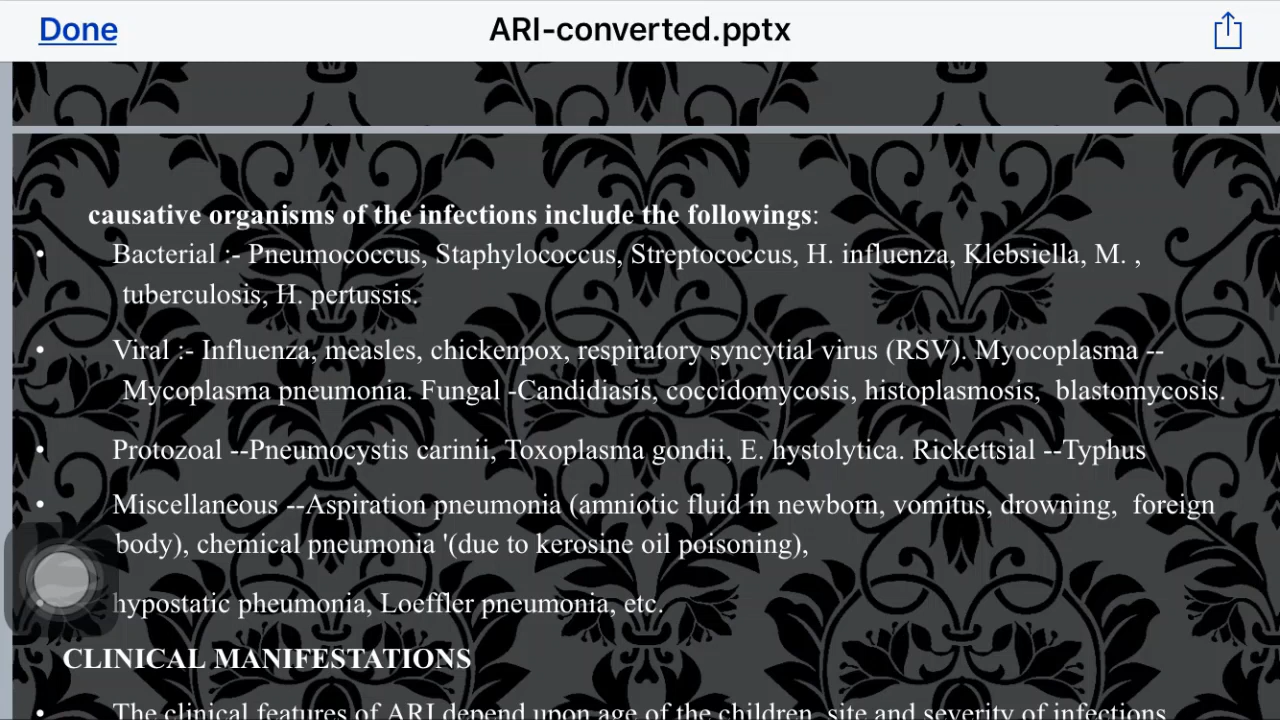 Done
ARI-converted.pptx
causative organisms of the infections include the followings:
• Bacterial :- Pneumococcus, Staphylococcus, Streptococcus, H. influenza, Klebsiella, M. ,
tuberculosis, H. pertussis.
• Viral :- Influenza, measles, chickenpox, respiratory syncytial virus (RSV). Myocoplasma --
Mycoplasma pneumonia. Fungal -Candidiasis, coccidomycosis, histoplasmosis, blastomycosis.
• Protozoal --Pneumocystis carinii, Toxoplasma gondii, E. hystolytica. Rickettsial --Typhus
• Miscellaneous --Aspiration pneumonia (amniotic fluid in newborn, vomitus, drowning, foreign
body), chemical pneumonia '(due to kerosine oil poisoning),
• hypostatic pheumonia, Loeffler pneumonia, etc.
CLINICAL MANIFESTATIONS
• The clinical features of ARI depend upon age of the children, site and severity of infections